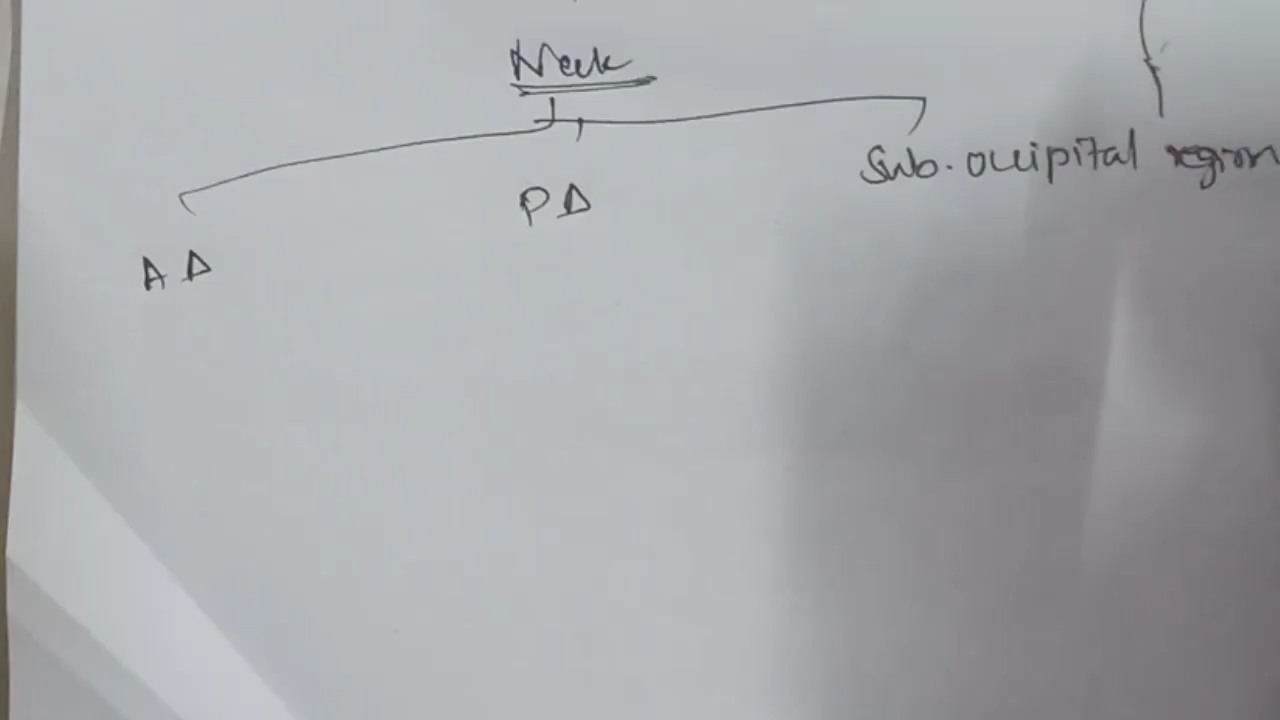 Neck
Sub-occipital region
P Δ
A Δ